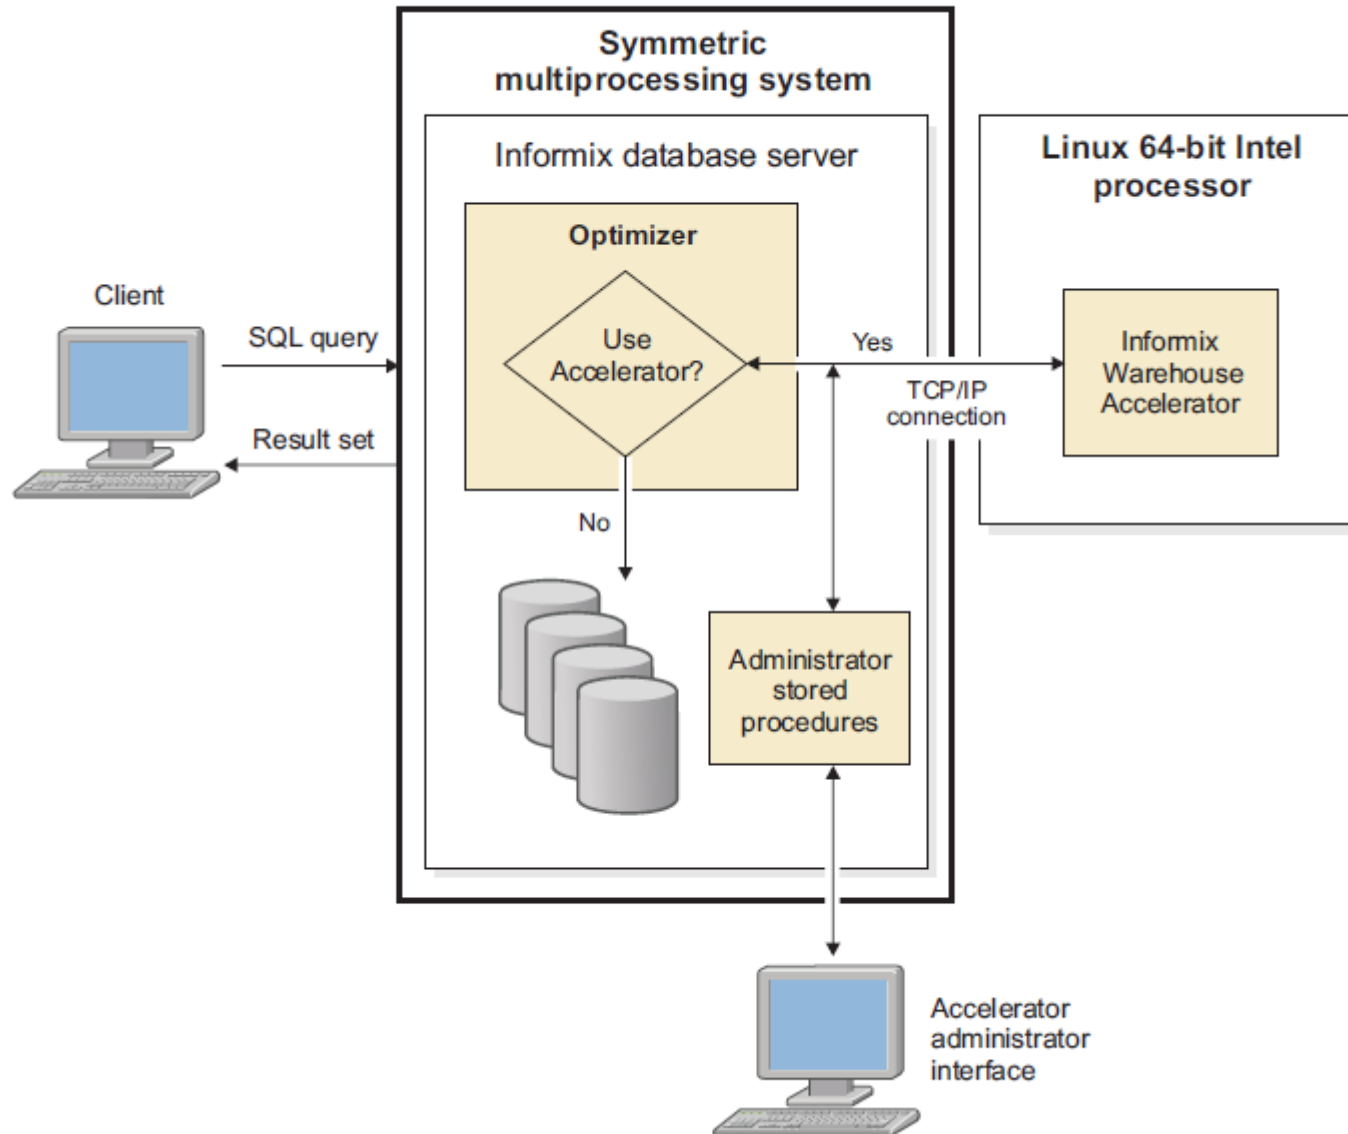 Symmetric
multiprocessing system
Informix database server
Linux 64-bit Intel
processor
Optimizer
Client
SQL query
Use
Accelerator?
Yes
TCP/IP
connection
Informix
Warehouse
Accelerator
Result set
No
Administrator
stored
procedures
Accelerator
administrator
interface